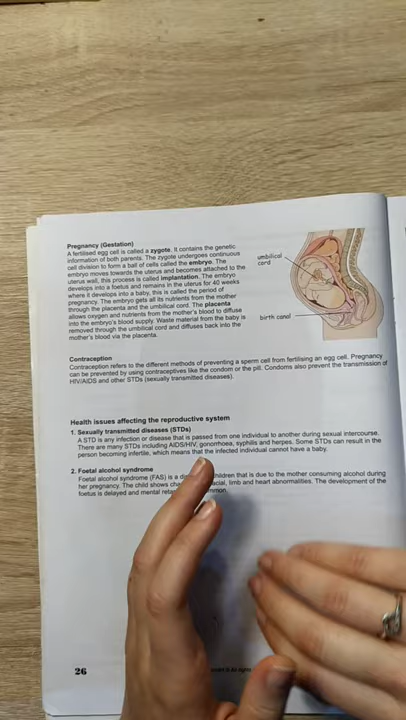 Pregnancy (Gestation)
A fertilised egg cell is called a zygote. It contains the genetic
information of both parents. The zygote undergoes continuous
cell division to form a ball of cells called the embryo. The
embryo moves towards the uterus and becomes attached to the
uterus wall, this process is called implantation. The embryo
develops into a foetus and remains in the uterus for 40 weeks
where it develops into a baby, this is called the period of
pregnancy. The embryo gets all its nutrients from the mother
through the placenta and the umbilical cord. The placenta
allows oxygen and nutrients from the mother's blood to diffuse
into the embryo's blood supply. Waste material from the baby is
removed through the umbilical cord and diffuses back into the
mother's blood via the placenta.
umbilical
cord
birth canal
Contraception
Contraception refers to the different methods of preventing a sperm cell from fertilising an egg cell. Pregnancy
can be prevented by using contraceptives like the condom or the pill. Condoms also prevent the transmission of
HIV/AIDS and other STDs (sexually transmitted diseases).
Health issues affecting the reproductive system
1. Sexually transmitted diseases (STDs)
A STD is any infection or disease that is passed from one individual to another during sexual intercourse.
There are many STDs including AIDS/HIV, gonorrhoea, syphilis and herpes. Some STDs can result in the
person becoming infertile, which means that the infected individual cannot have a baby.
2. Foetal alcohol syndrome
Foetal alcohol syndrome (FAS) is a children that is due to the mother consuming alcohol during
her pregnancy. The child shows limb and heart abnormalities. The development of the
foetus is delayed and mental
26